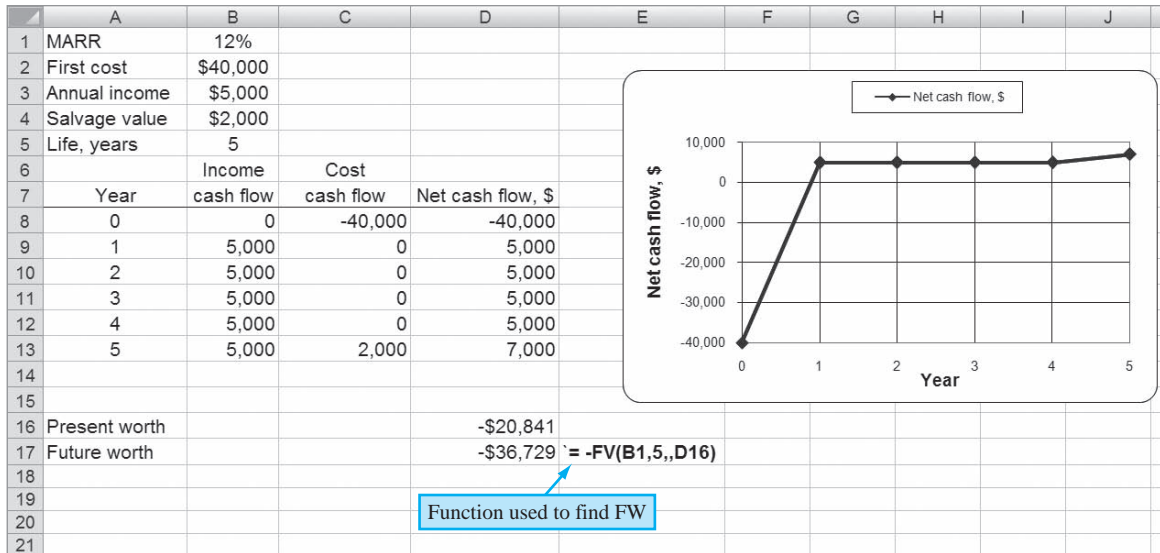 A B C D E F G H I J
1 MARR 12%
2 First cost $40,000
3 Annual income $5,000
4 Salvage value $2,000
5 Life, years 5
6 Income Cost
7 Year cash flow cash flow Net cash flow, $
8 0 0 -40,000 -40,000
9 1 5,000 0 5,000
10 2 5,000 0 5,000
11 3 5,000 0 5,000
12 4 5,000 0 5,000
13 5 5,000 2,000 7,000
14
15
16 Present worth -$20,841
17 Future worth -$36,729 `= -FV(B1,5,,D16)
18
19
20
21
Function used to find FW
Net cash flow, $
Net cash flow, $
10,000
0
-10,000
-20,000
-30,000
-40,000
0 1 2 3 4 5
Year